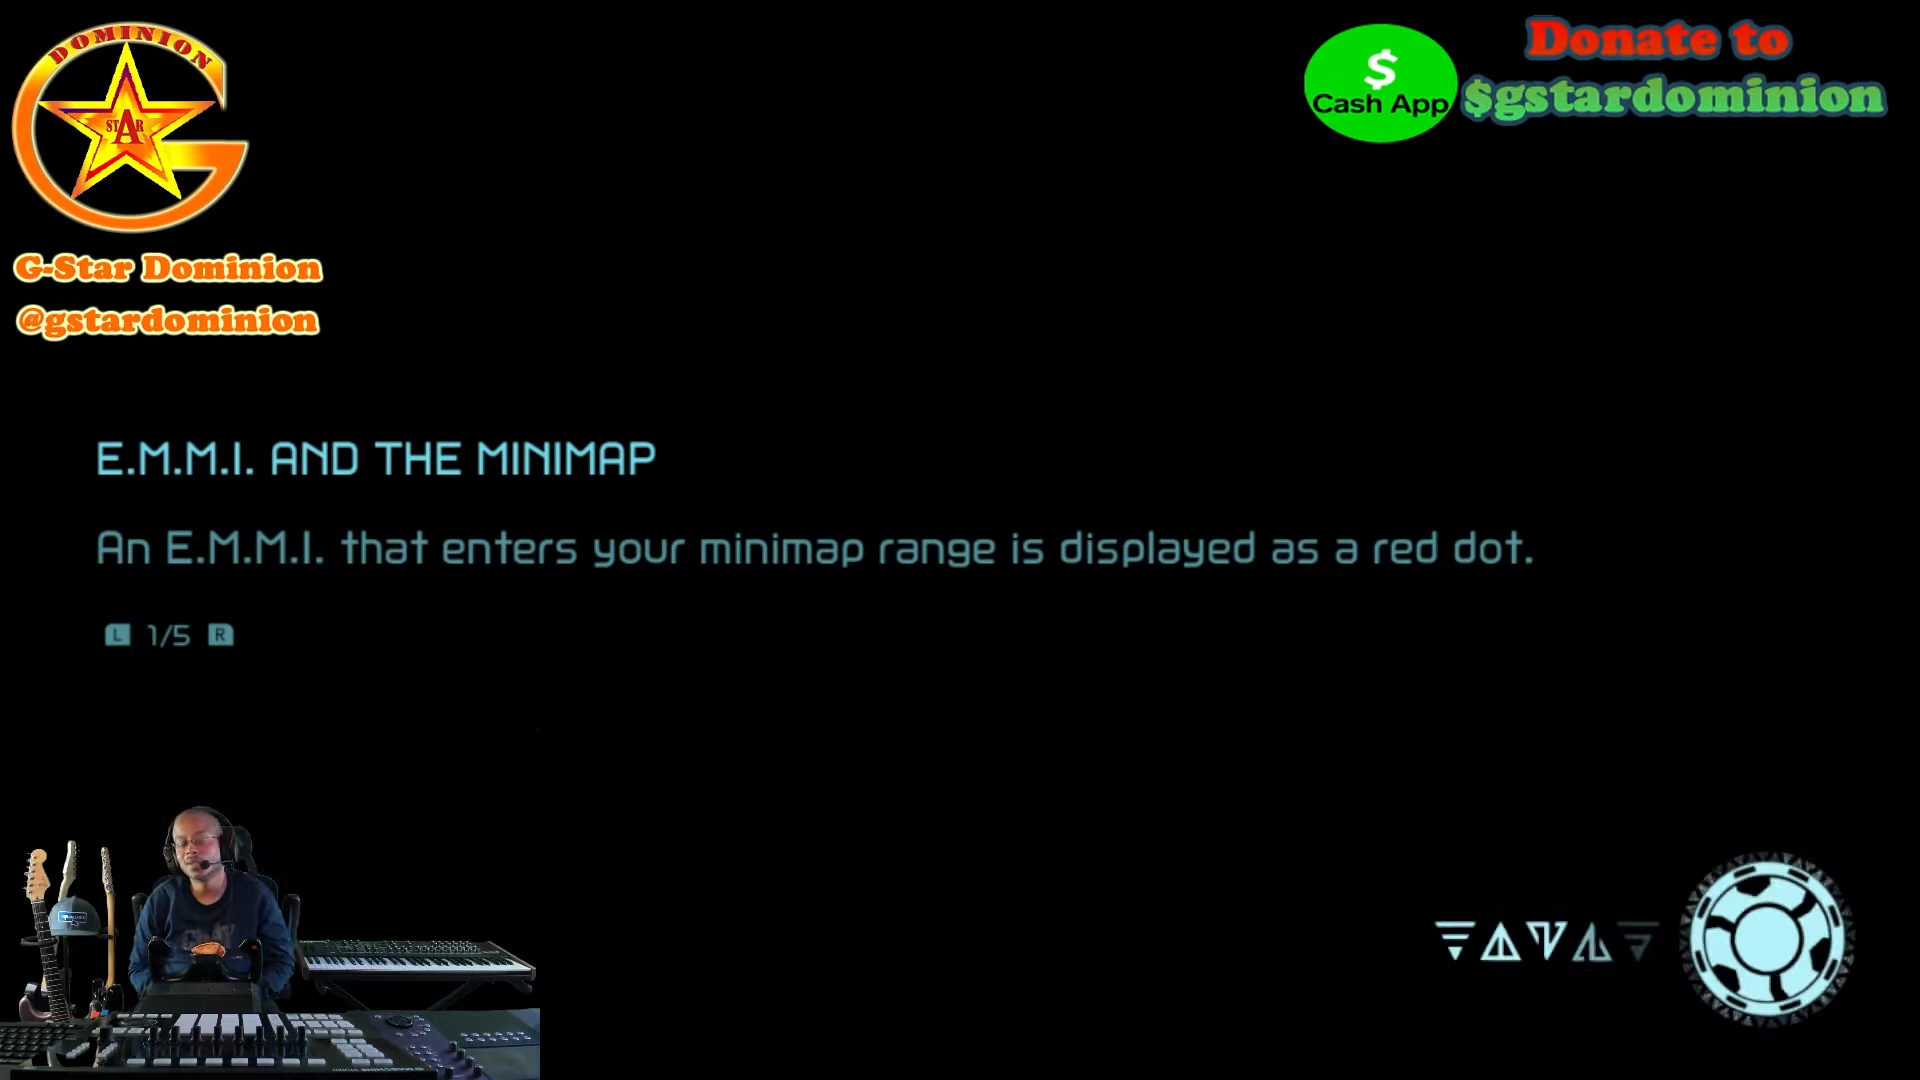 DOMINION
STAR
G-Star Dominion
@gstardominion
$
Cash App
Donate to
$gstardominion
E.M.M.I. AND THE MINIMAP
An E.M.M.I. that enters your minimap range is displayed as a red dot.
L 1/5 R